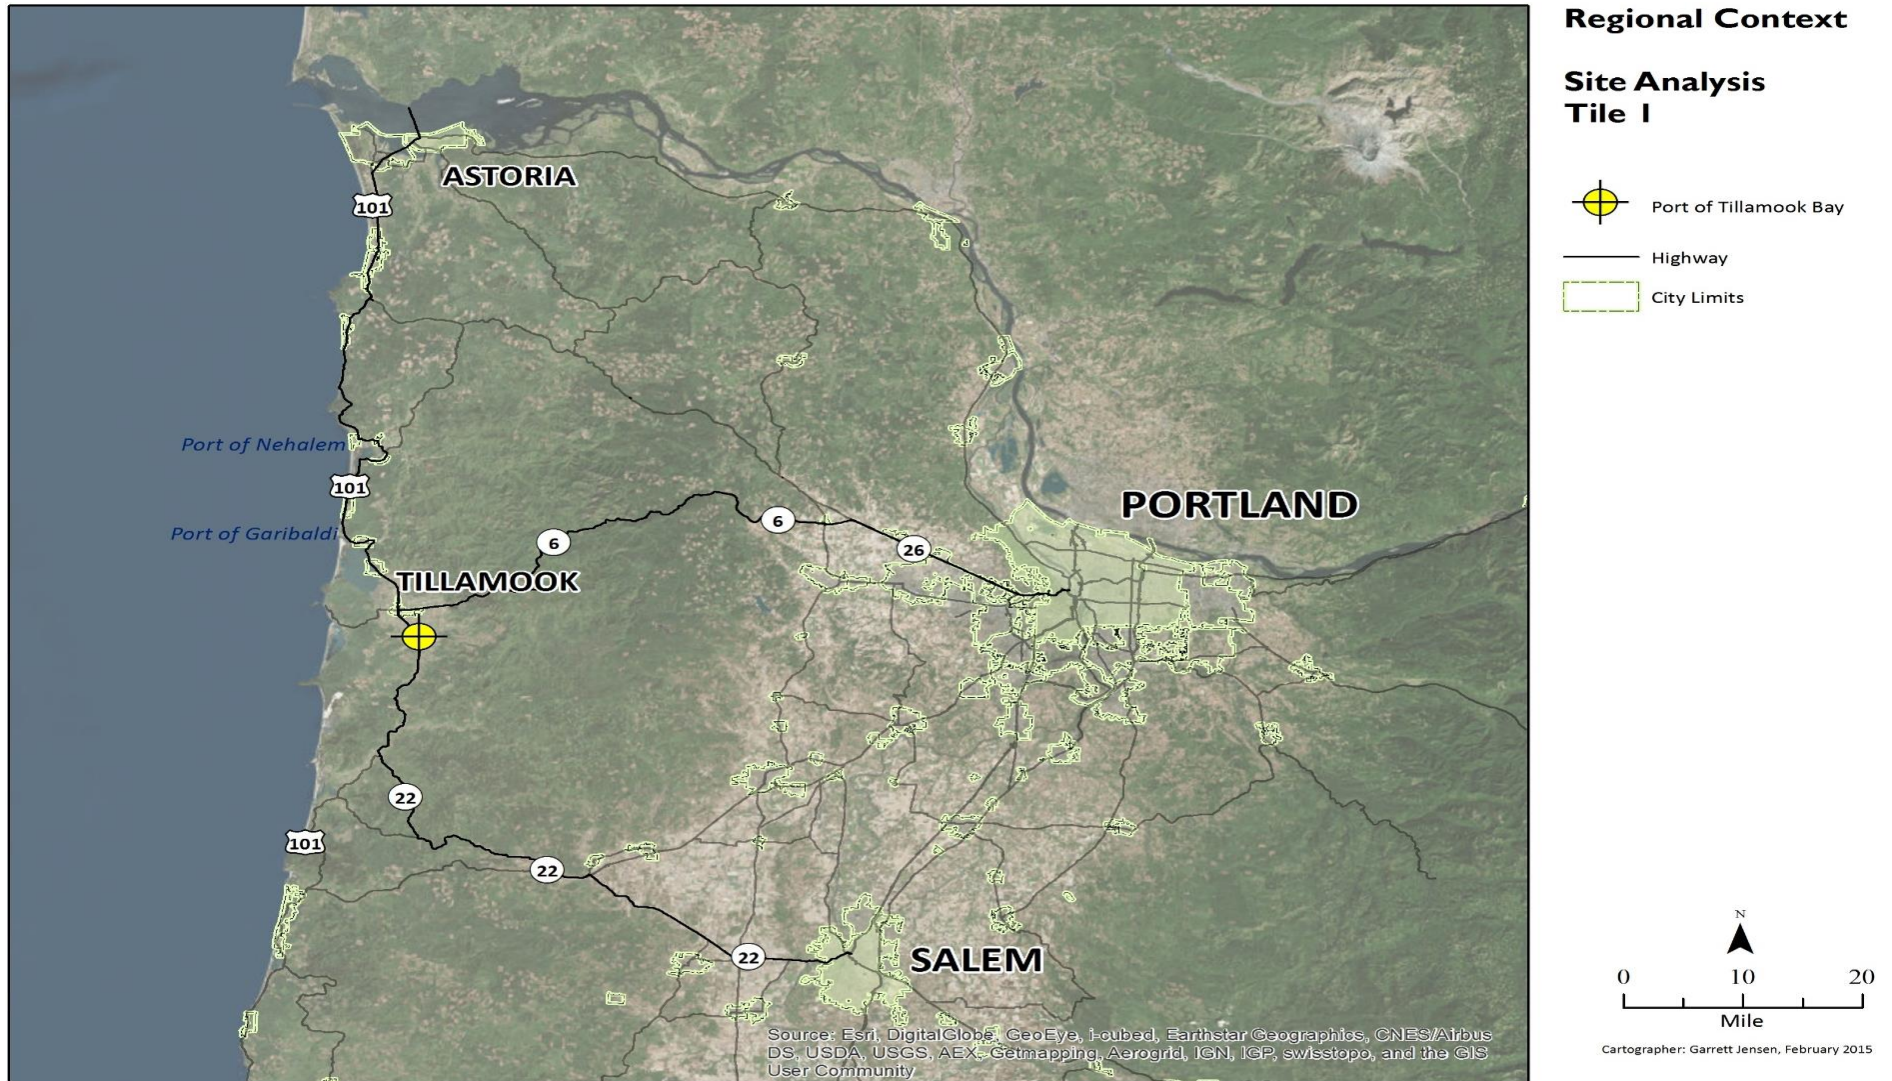 Regional Context
Site Analysis
Tile 1
Port of Tillamook Bay
Highway
City Limits
ASTORIA
101
Port of Nehalem
101
PORTLAND
Port of Garibaldi
6
6
26
TILLAMOOK
22
101
22
22
SALEM
Source: Esri, DigitalGlobe, GeoEye, i-cubed, Earthstar Geographics, CNES/Airbus
DS, USDA, USGS, AEX, Getmapping, Aerogrid, IGN, IGP, swisstopo, and the GIS
User Community
N
0 10 20
Mile
Cartographer: Garrett Jensen, February 2015